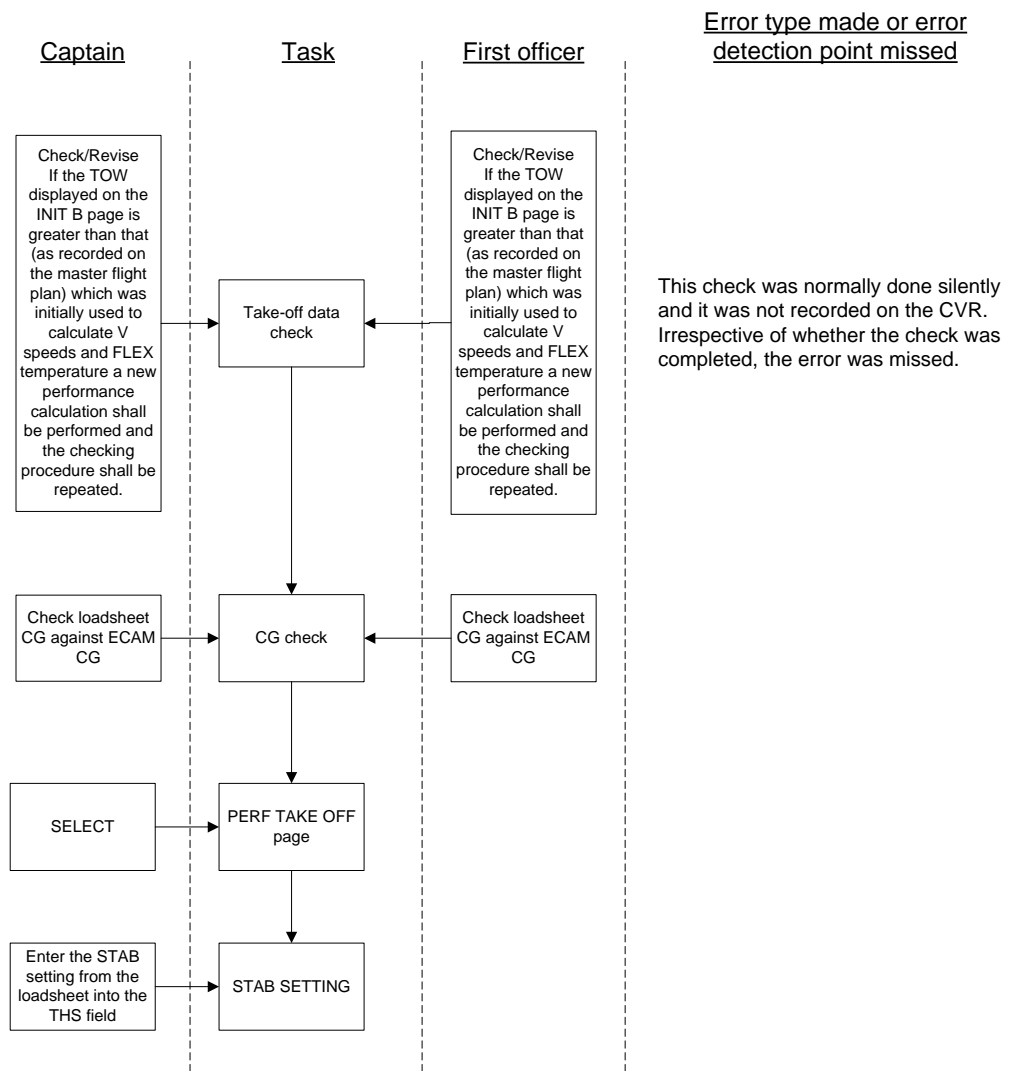 Captain
Task
First officer
Error type made or error
detection point missed
Check/Revise
If the TOW
displayed on the
INIT B page is
greater than that
(as recorded on
the master flight
plan) which was
initially used to
calculate V
speeds and FLEX
temperature a new
performance
calculation shall
be performed and
the checking
procedure shall be
repeated.
Take-off data
check
Check/Revise
If the TOW
displayed on the
INIT B page is
greater than that
(as recorded on
the master flight
plan) which was
initially used to
calculate V
speeds and FLEX
temperature a new
performance
calculation shall
be performed and
the checking
procedure shall be
repeated.
This check was normally done silently
and it was not recorded on the CVR.
Irrespective of whether the check was
completed, the error was missed.
Check loadsheet
CG against ECAM
CG
CG check
Check loadsheet
CG against ECAM
CG
SELECT
PERF TAKE OFF
page
Enter the STAB
setting from the
loadsheet into the
THS field
STAB SETTING